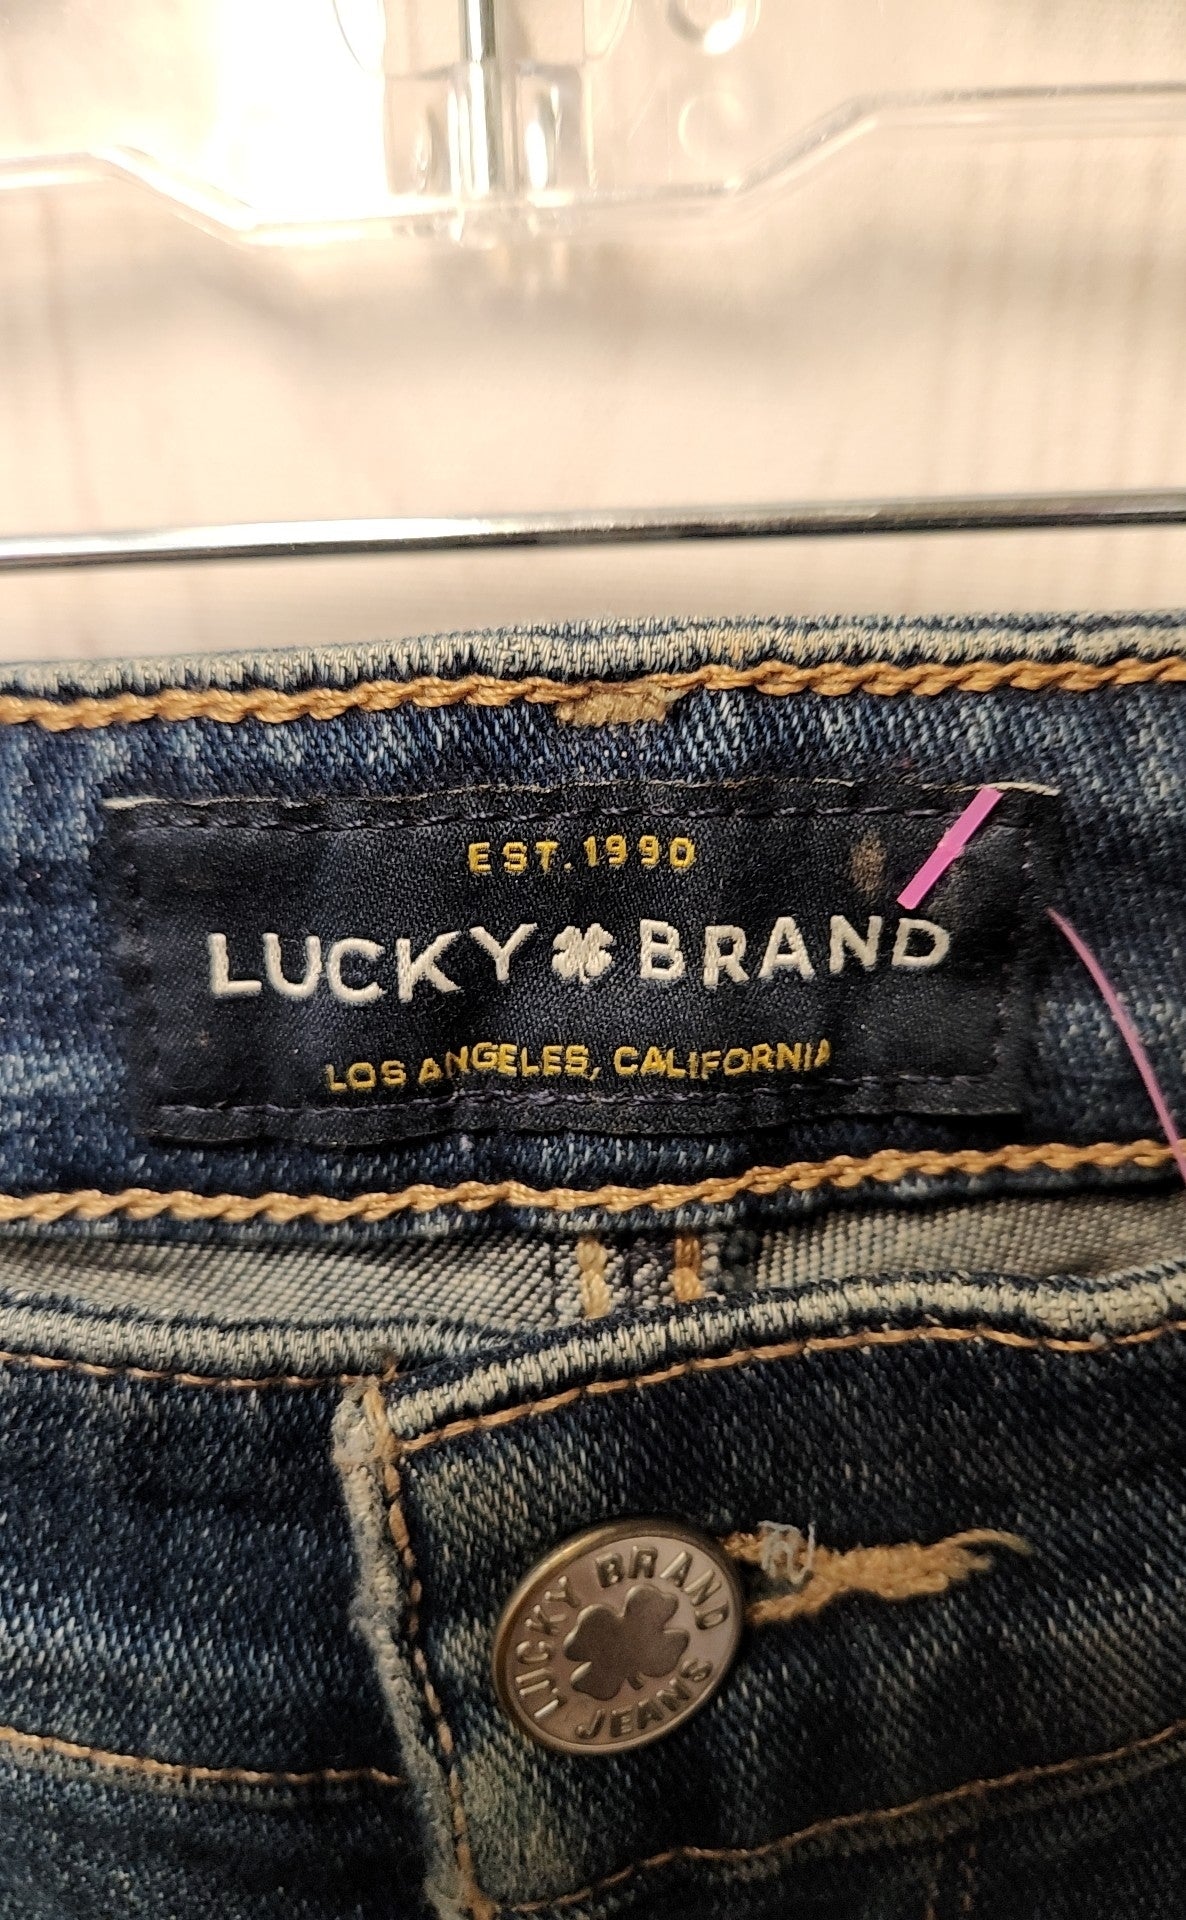 EST. 1990
LUCKY BRAND
LOS ANGELES, CALIFORNIA
LUCKY BRAND
JEANS